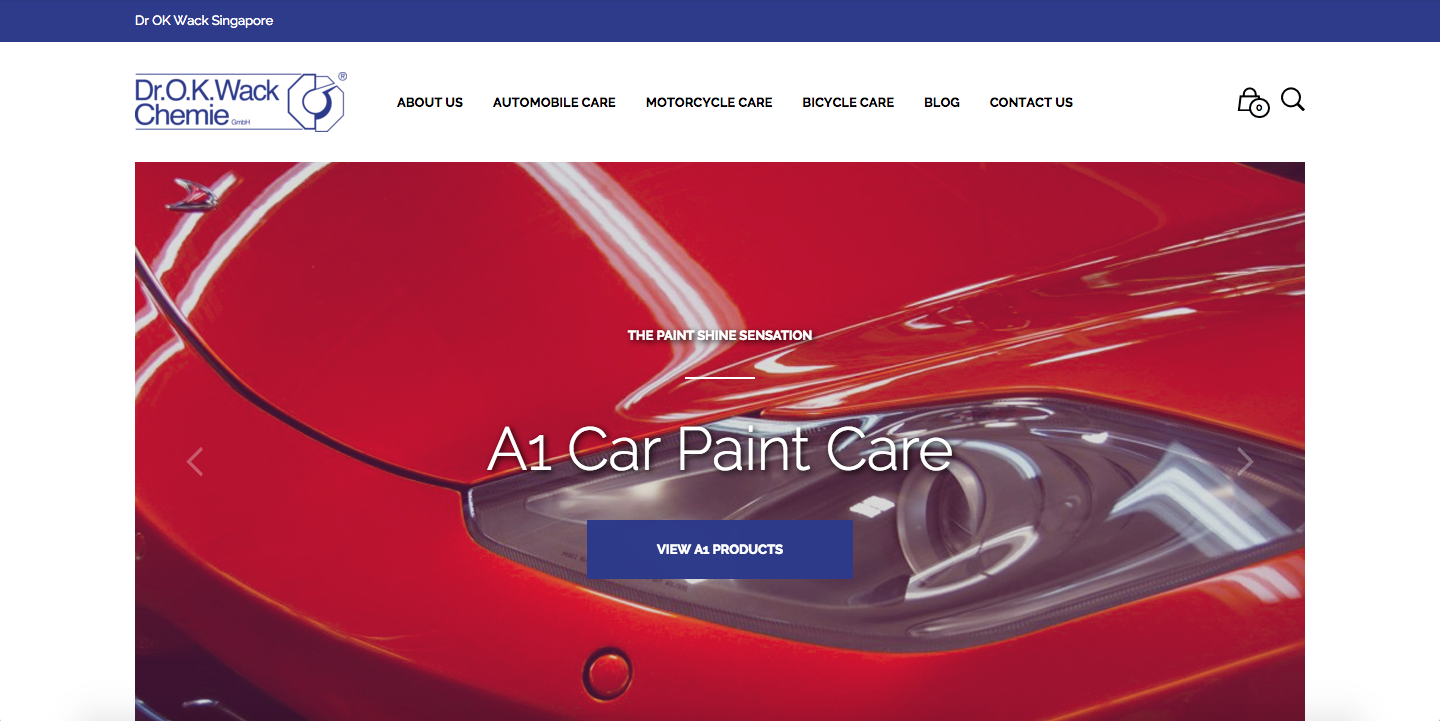 Dr OK Wack Singapore
Dr.O.K.Wack
Chemie GmbH
®
ABOUT US
AUTOMOBILE CARE
MOTORCYCLE CARE
BICYCLE CARE
BLOG
CONTACT US
0
THE PAINT SHINE SENSATION
A1 Car Paint Care
VIEW A1 PRODUCTS